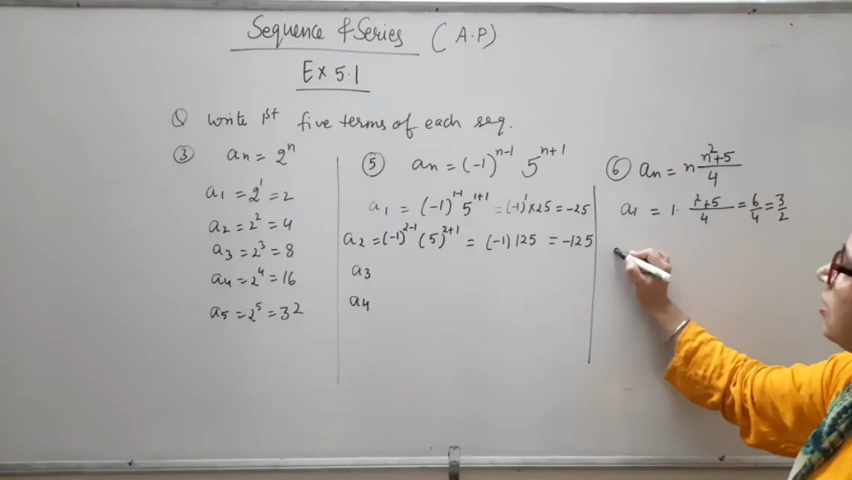 Sequence & Series (A.P)
Ex 5.1
Q write 1st five terms of each seq.
③ an = 2^n
a1 = 2^1 = 2
a2 = 2^2 = 4
a3 = 2^3 = 8
a4 = 2^4 = 16
a5 = 2^5 = 32
⑤ an = (-1)^n-1 5^n+1
a1 = (-1)^1-1 5^1+1 = (-1)^1 x 25 = -25
a2 = (-1)^2-1 (5)^2+1 = (-1) 125 = -125
a3
a4
⑥ an = n n^2+5/4
a1 = 1. 1^2+5/4 = 6/4 = 3/2